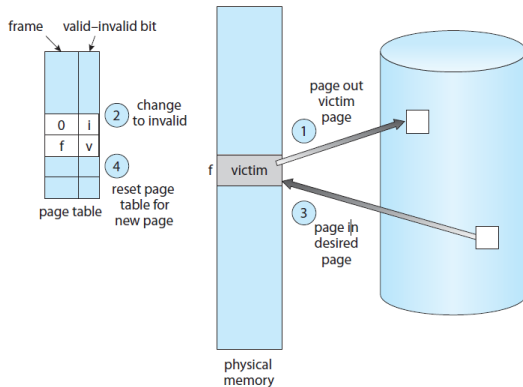 frame
valid–invalid bit
0 i
f v
2
change
to invalid
4
reset page
table for
new page
page table
f
victim
physical
memory
1
page out
victim
page
3
page in
desired
page